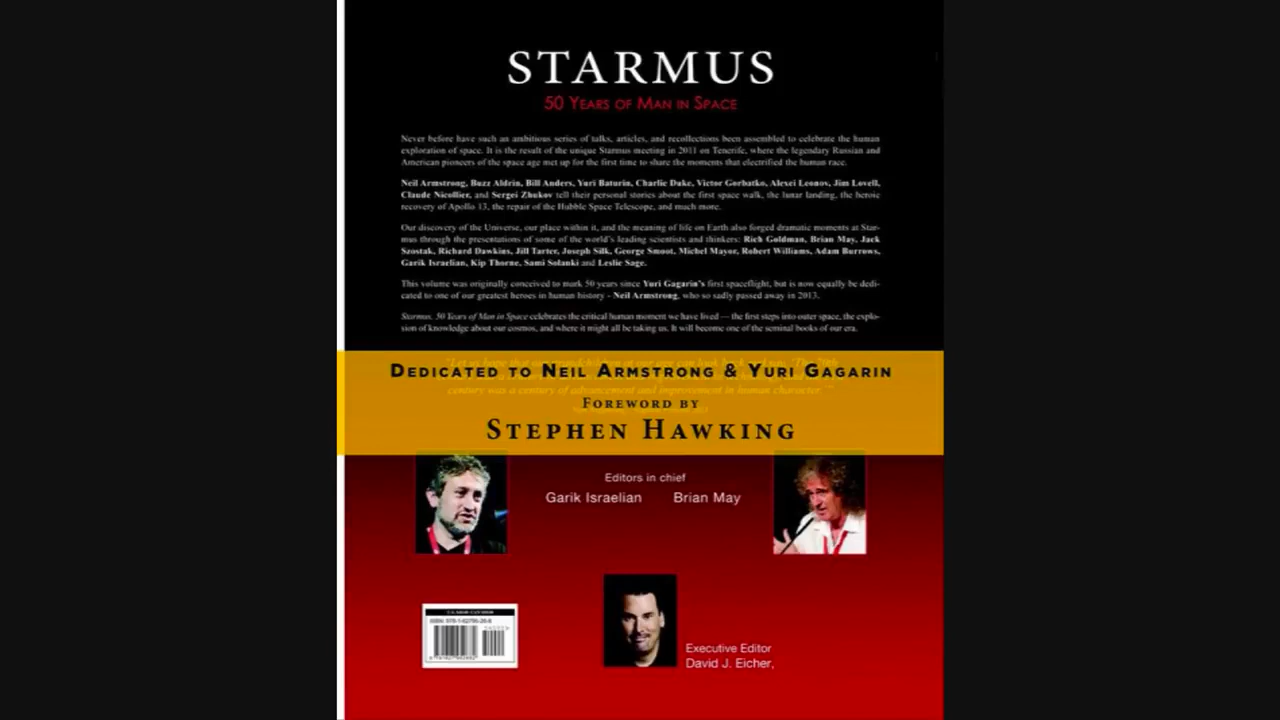 STARMUS
50 Years of Man in Space
Never before have such an ambitious series of talks, articles, and recollections been assembled to celebrate the human
exploration of space. It is the result of the unique Starmus meeting in 2011 on Tenerife, where the legendary Russian and
American pioneers of the space age met up for the first time to share the moments that electrified the human race.
Neil Armstrong, Buzz Aldrin, Bill Anders, Yuri Baturin, Charlie Duke, Victor Gorbatko, Alexei Leonov, Jim Lovell,
Claude Nicollier, and Sergei Zhukov tell their personal stories about the first space walk, the lunar landing, the heroic
recovery of Apollo 13, the repair of the Hubble Space Telescope, and much more.
Our discovery of the Universe, our place within it, and the meaning of life on Earth also forged dramatic moments at Star-
mus through the presentations of some of the world's leading scientists and thinkers: Rich Goldman, Brian May, Jack
Szostak, Richard Dawkins, Jill Tarter, Joseph Silk, George Smoot, Michel Mayor, Robert Williams, Adam Burrows,
Garik Israelian, Kip Thorne, Sami Solanki and Leslie Sage.
This volume was originally conceived to mark 50 years since Yuri Gagarin's first spaceflight, but is now equally be dedi-
cated to one of our greatest heroes in human history - Neil Armstrong, who so sadly passed away in 2013.
Starmus. 50 Years of Man in Space celebrates the critical human moment we have lived — the first steps into outer space, the explo-
sion of knowledge about our cosmos, and where it might all be taking us. It will become one of the seminal books of our era.
Dedicated to Neil Armstrong & Yuri Gagarin
century was a century of advancement and improvement in human character."
Foreword by
Stephen Hawking
Editors in chief
Garik Israelian Brian May
Executive Editor
David J. Eicher,